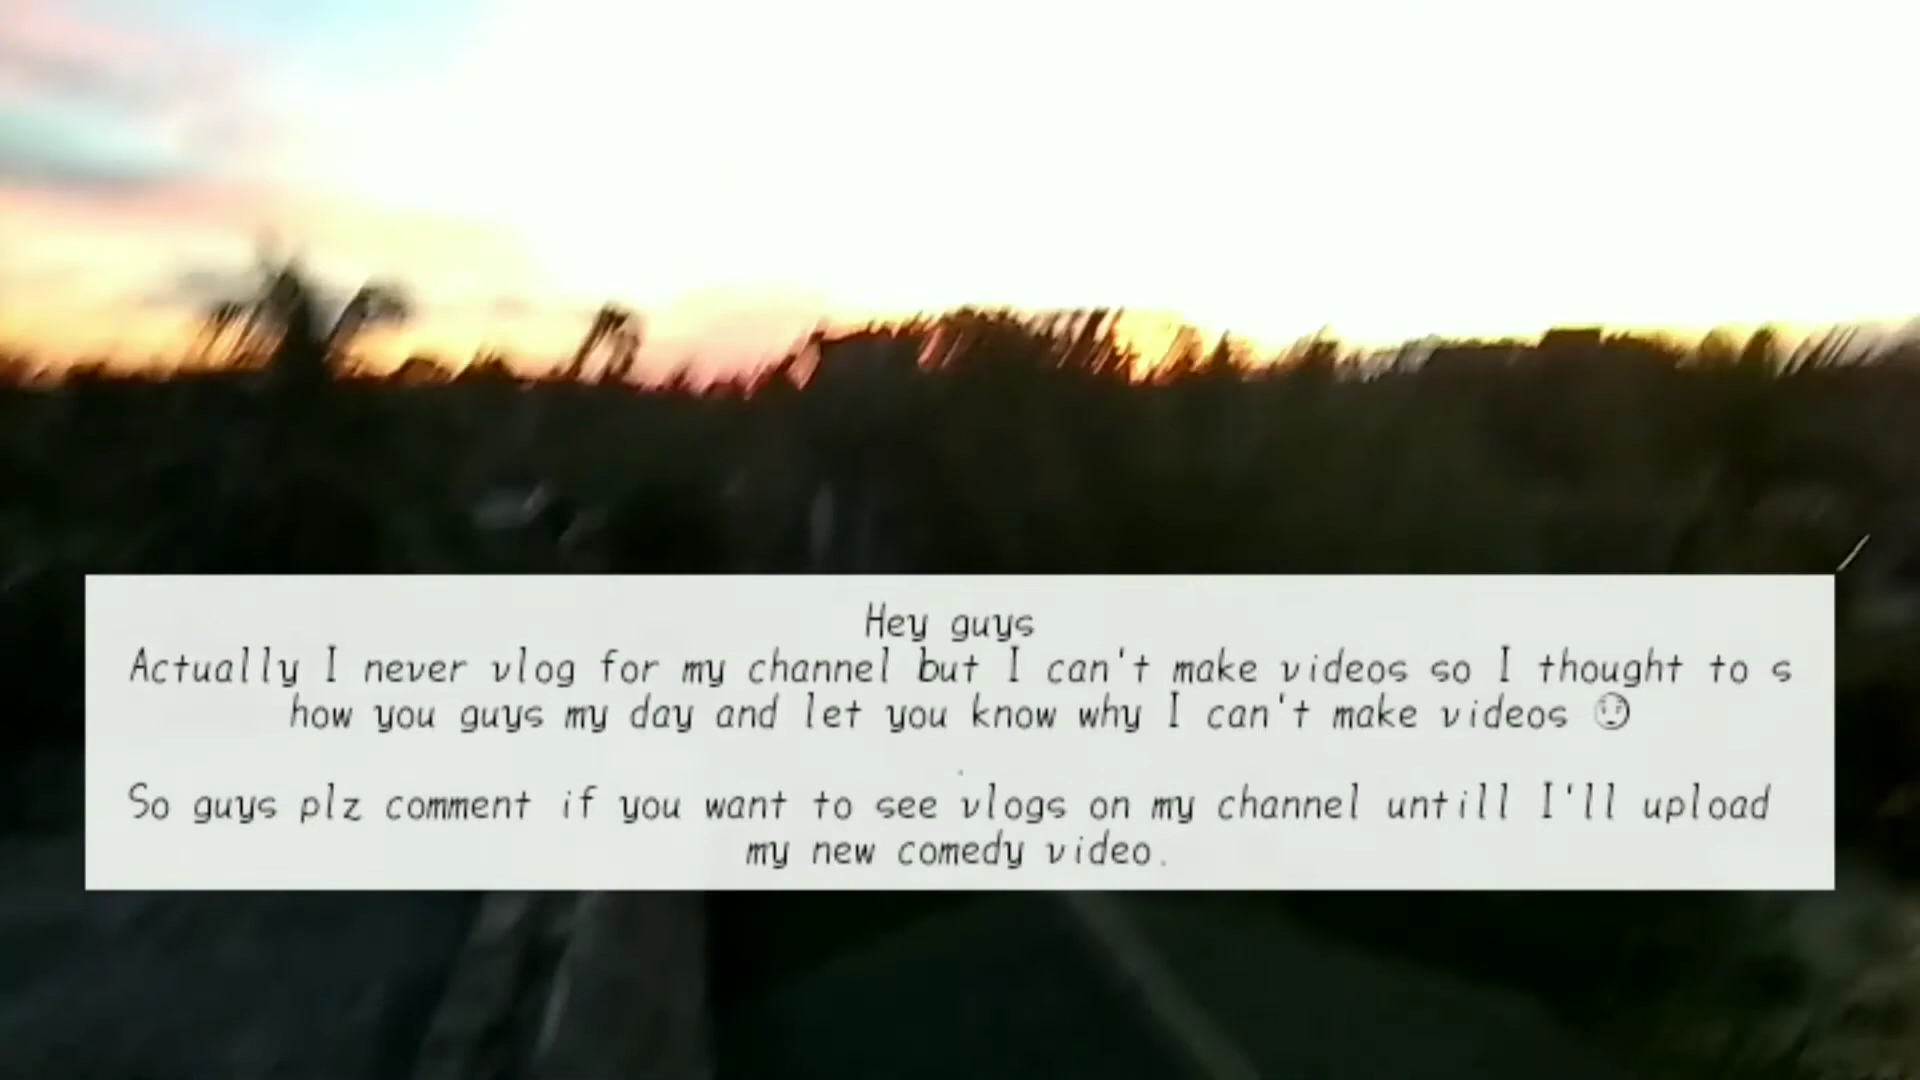 Hey guys
Actually I never vlog for my channel but I can't make videos so I thought to s
how you guys my day and let you know why I can't make videos 😔
So guys plz comment if you want to see vlogs on my channel untill I'll upload
my new comedy video.